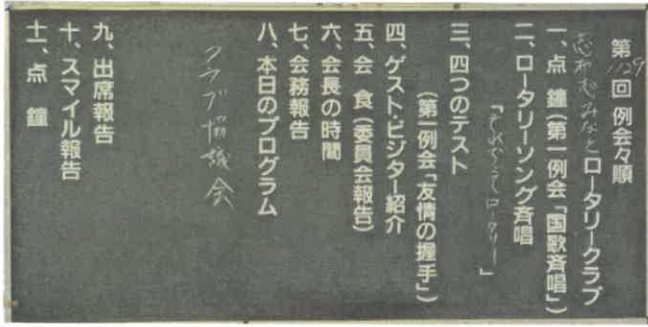 第1129回 例会々順
みなとロータリークラブ
一、点 鐘(第一例会「国歌斉唱」)
二、ロータリーソング斉唱
「それでこそロータリー」
三、四つのテスト
(第一例会「友情の握手」)
四、ゲスト・ビジター紹介
五、会 食(委員会報告)
六、会長の時間
七、会務報告
八、本日のプログラム
クラブ協議会
九、出席報告
十、スマイル報告
十一、点 鐘